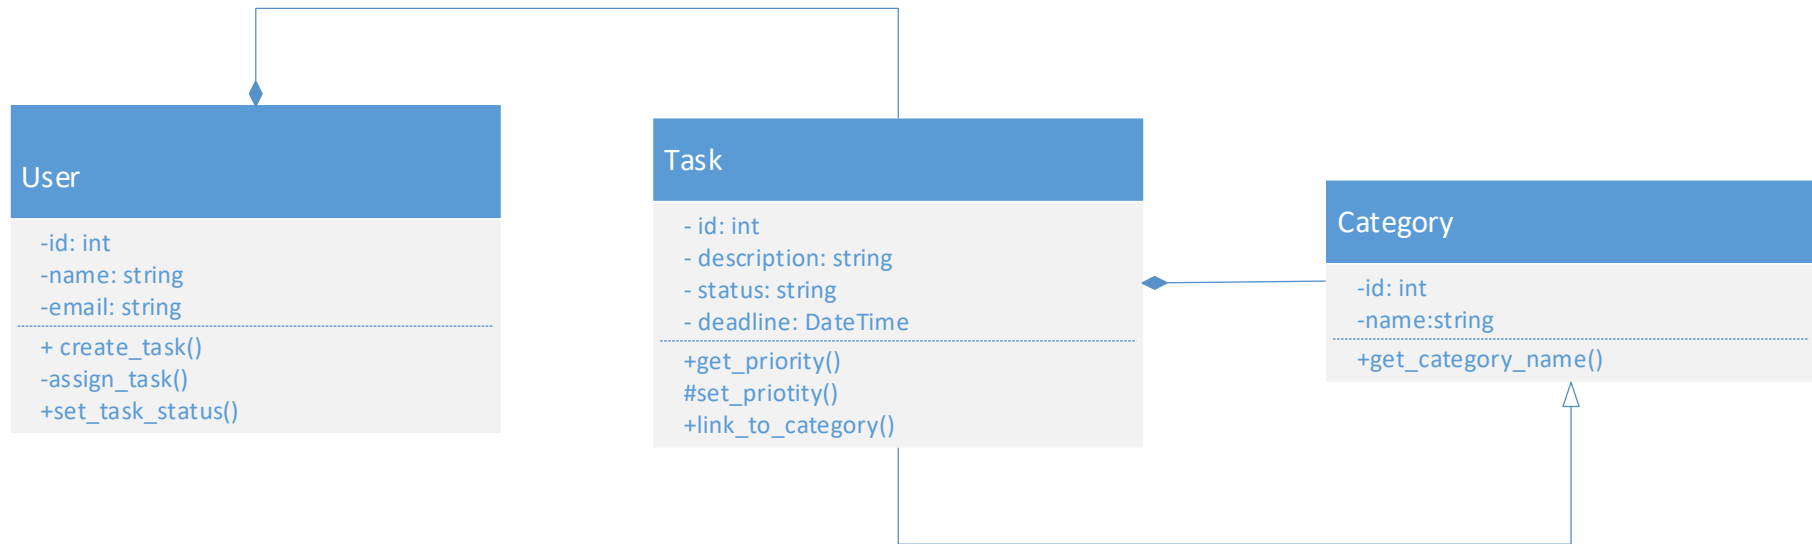 User
-id: int
-name: string
-email: string
+ create_task()
-assign_task()
+set_task_status()
Task
- id: int
- description: string
- status: string
- deadline: DateTime
+get_priority()
#set_priotity()
+link_to_category()
Category
-id: int
-name:string
+get_category_name()